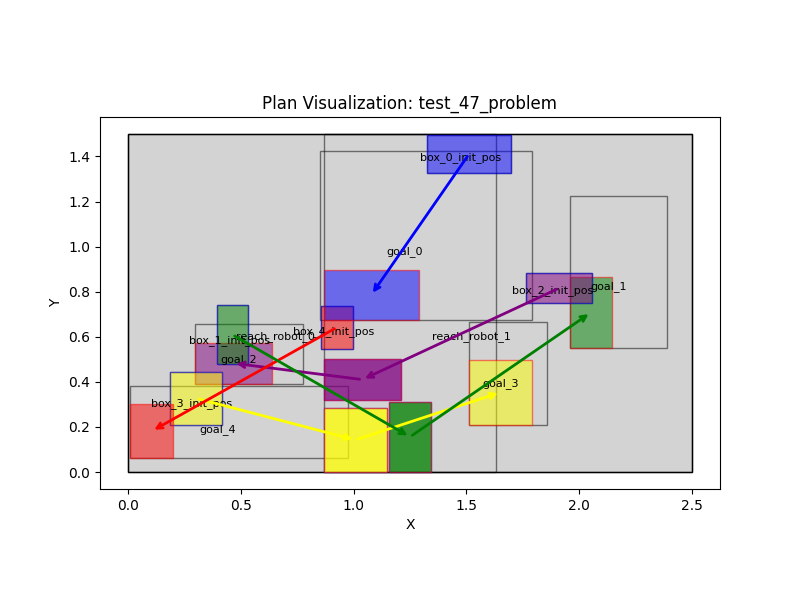 Plan Visualization: test_47_problem
box_0_init_pos
goal_0
box_2_init_pos
goal_1
box_4_init_pos
reach_robot_0
reach_robot_1
box_1_init_pos
goal_2
goal_3
box_3_init_pos
goal_4
Y
1.4
1.2
1.0
0.8
0.6
0.4
0.2
0.0
0.0 0.5 1.0 1.5 2.0 2.5
X